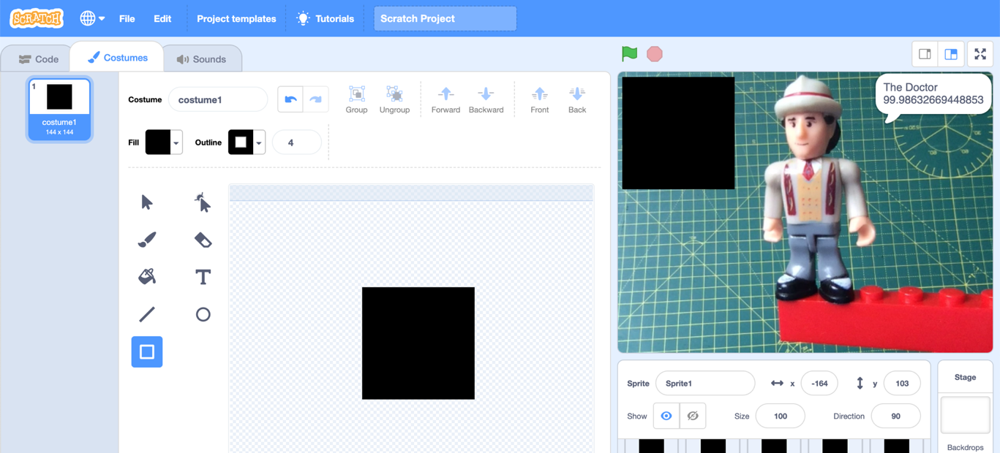 SCRATCH
File
Edit
Project templates
Tutorials
Scratch Project
Code
Costumes
Sounds
1
costume1
144 x 144
Costume
costume1
Group
Ungroup
Forward
Backward
Front
Back
Fill
Outline
4
T
The Doctor
99.98632669448853
Sprite
Sprite1
x
-164
y
103
Show
Size
100
Direction
90
Stage
Backdrops